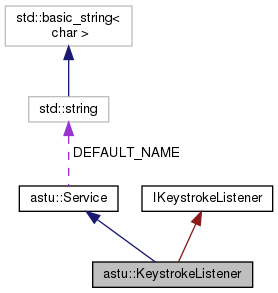 std::basic_string<
char >
std::string
DEFAULT_NAME
astu::Service
IKeystrokeListener
astu::KeystrokeListener